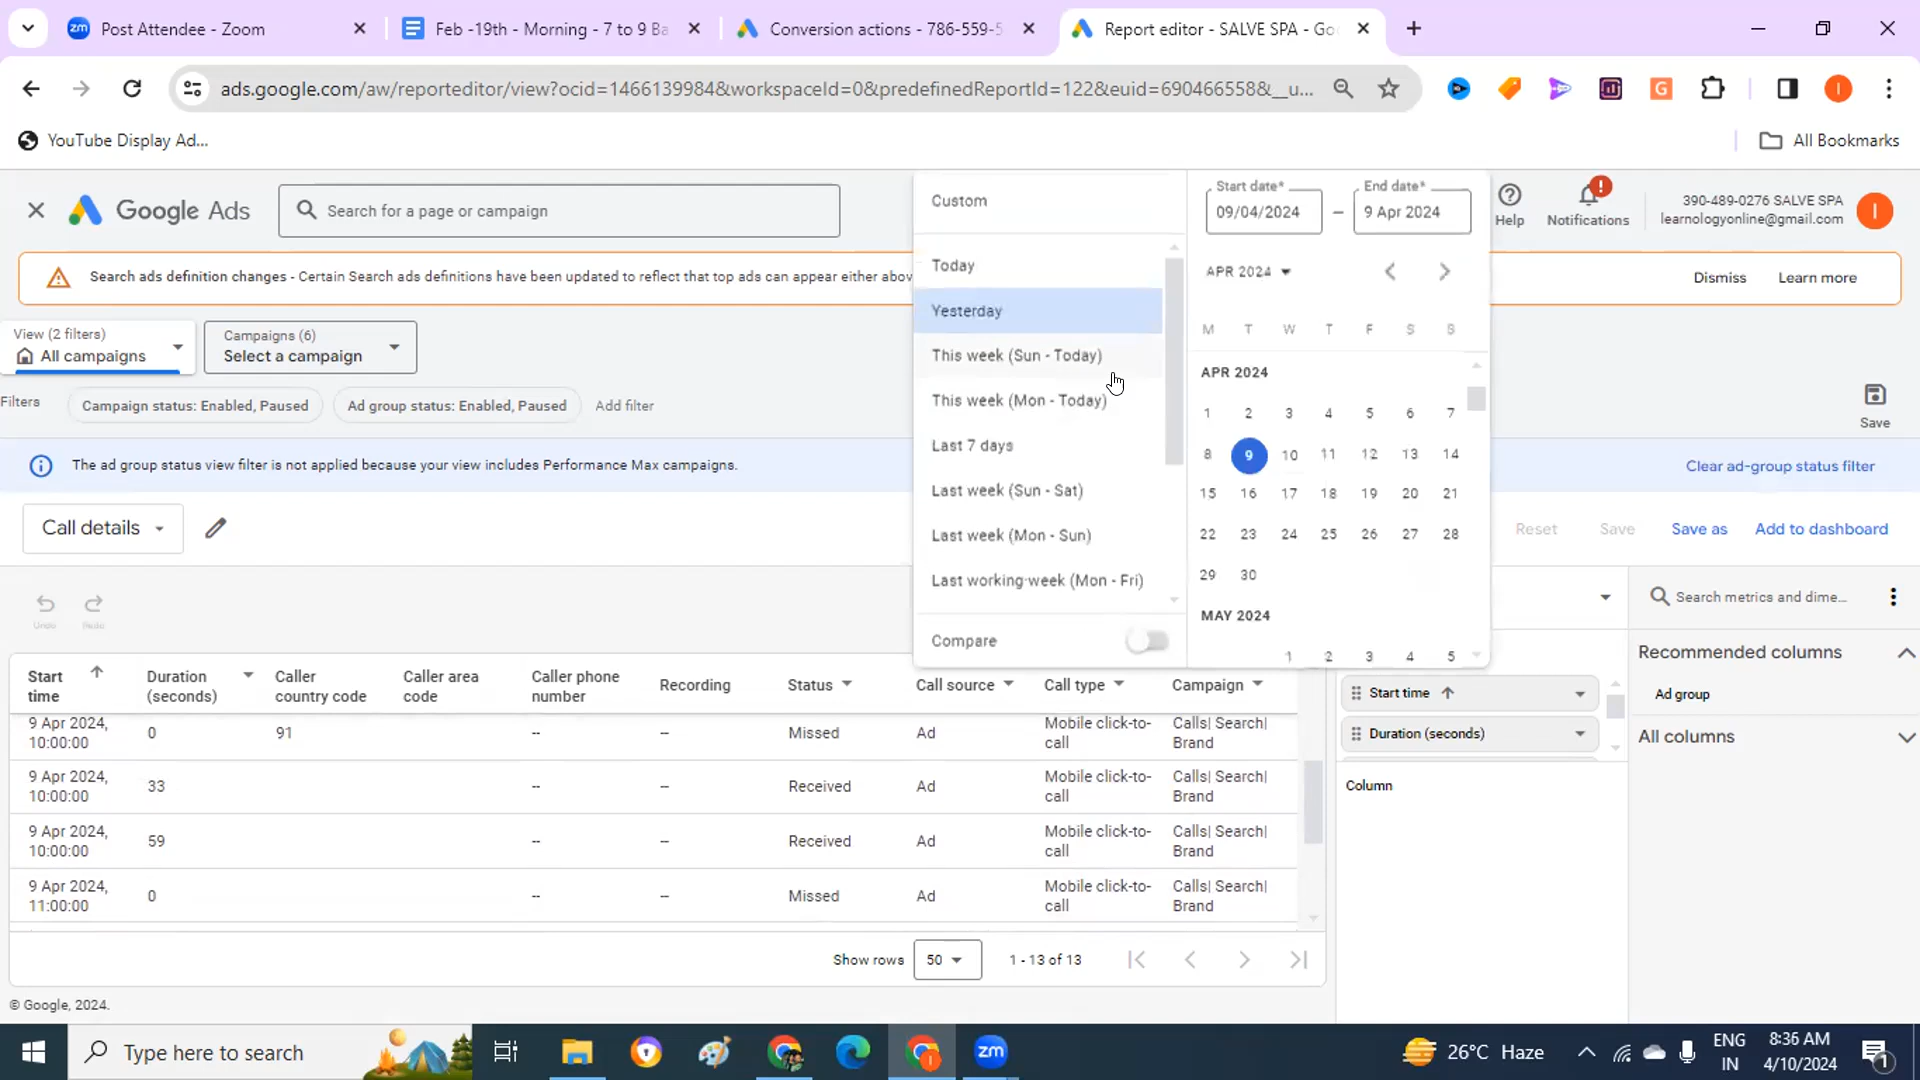 Post Attendee - Zoom
Feb -19th - Morning - 7 to 9 Ba
Conversion actions - 786-559-5
Report editor - SALVE SPA - Goo
ads.google.com/aw/reporteditor/view?ocid=1466139984&workspaceId=0&predefinedReportId=122&euid=690466558&__u...
YouTube Display Ad...
All Bookmarks
Google Ads
Search for a page or campaign
Help
Notifications
390-489-0276 SALVE SPA
learnologyonline@gmail.com
Search ads definition changes - Certain Search ads definitions have been updated to reflect that top ads can appear either abov
Dismiss
Learn more
View (2 filters)
All campaigns
Campaigns (6)
Select a campaign
Filters
Campaign status: Enabled, Paused
Ad group status: Enabled, Paused
Add filter
Save
The ad group status view filter is not applied because your view includes Performance Max campaigns.
Clear ad-group status filter
Call details
Reset
Save
Save as
Add to dashboard
Custom
Today
Yesterday
This week (Sun - Today)
This week (Mon - Today)
Last 7 days
Last week (Sun - Sat)
Last week (Mon - Sun)
Last working week (Mon - Fri)
Compare
Start date*
09/04/2024
–
End date*
9 Apr 2024
APR 2024
M T W T F S S
APR 2024
1 2 3 4 5 6 7
8 9 10 11 12 13 14
15 16 17 18 19 20 21
22 23 24 25 26 27 28
29 30
MAY 2024
1 2 3 4 5
Undo
Redo
Start time
Duration (seconds)
Caller country code
Caller area code
Caller phone number
Recording
Status
Call source
Call type
Campaign
9 Apr 2024, 10:00:00 0 91 -- -- Missed Ad Mobile click-to-call Calls| Search| Brand
9 Apr 2024, 10:00:00 33 -- -- Received Ad Mobile click-to-call Calls| Search| Brand
9 Apr 2024, 10:00:00 59 -- -- Received Ad Mobile click-to-call Calls| Search| Brand
9 Apr 2024, 11:00:00 0 -- -- Missed Ad Mobile click-to-call Calls| Search| Brand
Show rows
50
1 - 13 of 13
Start time
Duration (seconds)
Column
Search metrics and dime...
Recommended columns
Ad group
All columns
© Google, 2024.
Type here to search
zm
26°C Haze
ENG
IN
8:36 AM
4/10/2024
1